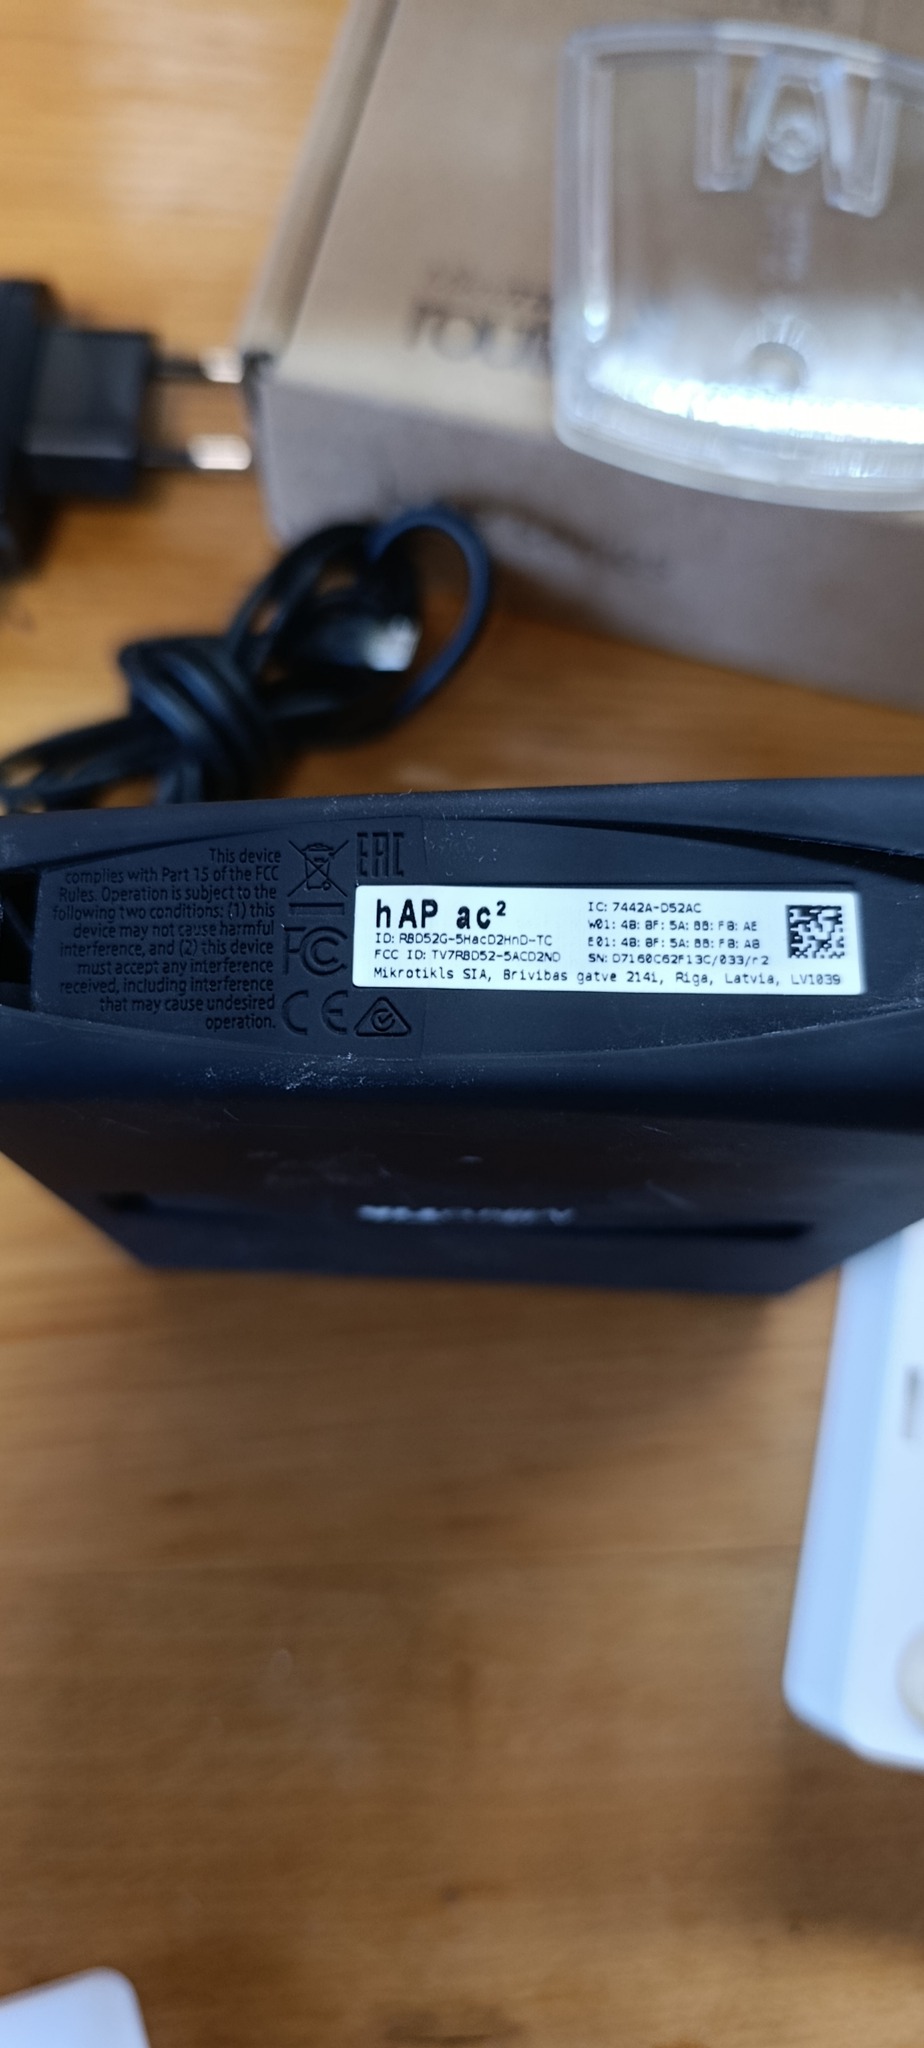 This device
complies with Part 15 of the FCC
Rules. Operation is subject to the
following two conditions: (1) this
device may not cause harmful
interference, and (2) this device
must accept any interference
received, including interference
that may cause undesired
operation.
EAC
FC
CE
hAP ac²
ID: RBD52G-5HacD2HnD-TC
FCC ID: TV7RBD52-5ACD2ND
IC: 7442A-D52AC
W01: 48: 8F: 5A: 88: FB: AE
E01: 48: 8F: 5A: 88: FB: A8
SN: D7160C62F13C/033/r2
Mikrotikls SIA, Brivibas gatve 214i, Riga, Latvia, LV1039